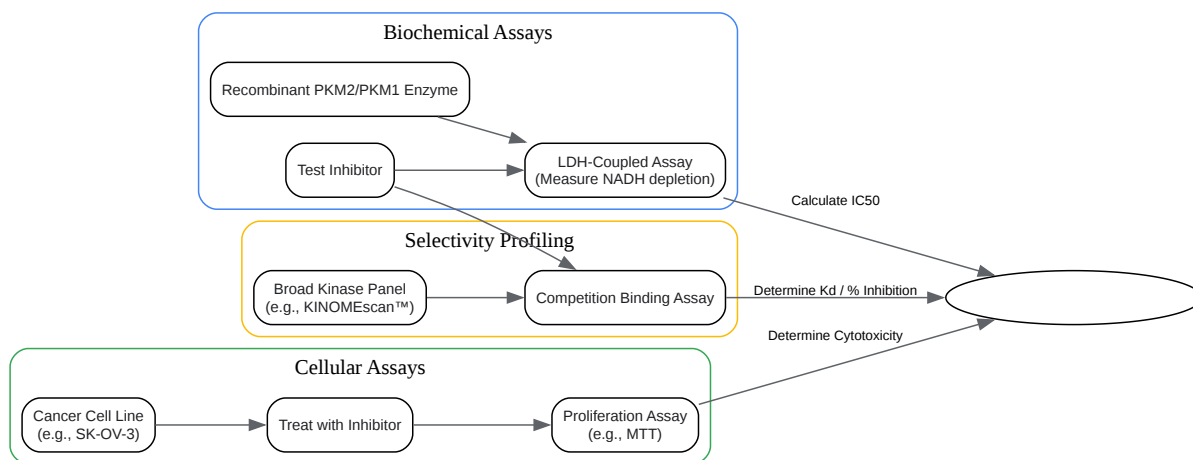 Biochemical Assays
Recombinant PKM2/PKM1 Enzyme
Test Inhibitor
LDH-Coupled Assay
(Measure NADH depletion)
Calculate IC50
Selectivity Profiling
Broad Kinase Panel
(e.g., KINOMEscan™)
Competition Binding Assay
Determine Kd / % Inhibition
Determine Cytotoxicity
Cellular Assays
Cancer Cell Line
(e.g., SK-OV-3)
Treat with Inhibitor
Proliferation Assay
(e.g., MTT)